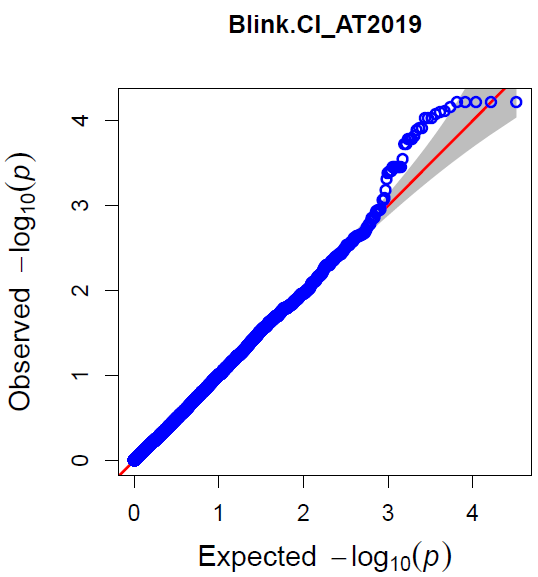 Blink.CI_AT2019
Observed −log₁₀(p)
4
3
2
1
0
0 1 2 3 4
Expected −log₁₀(p)